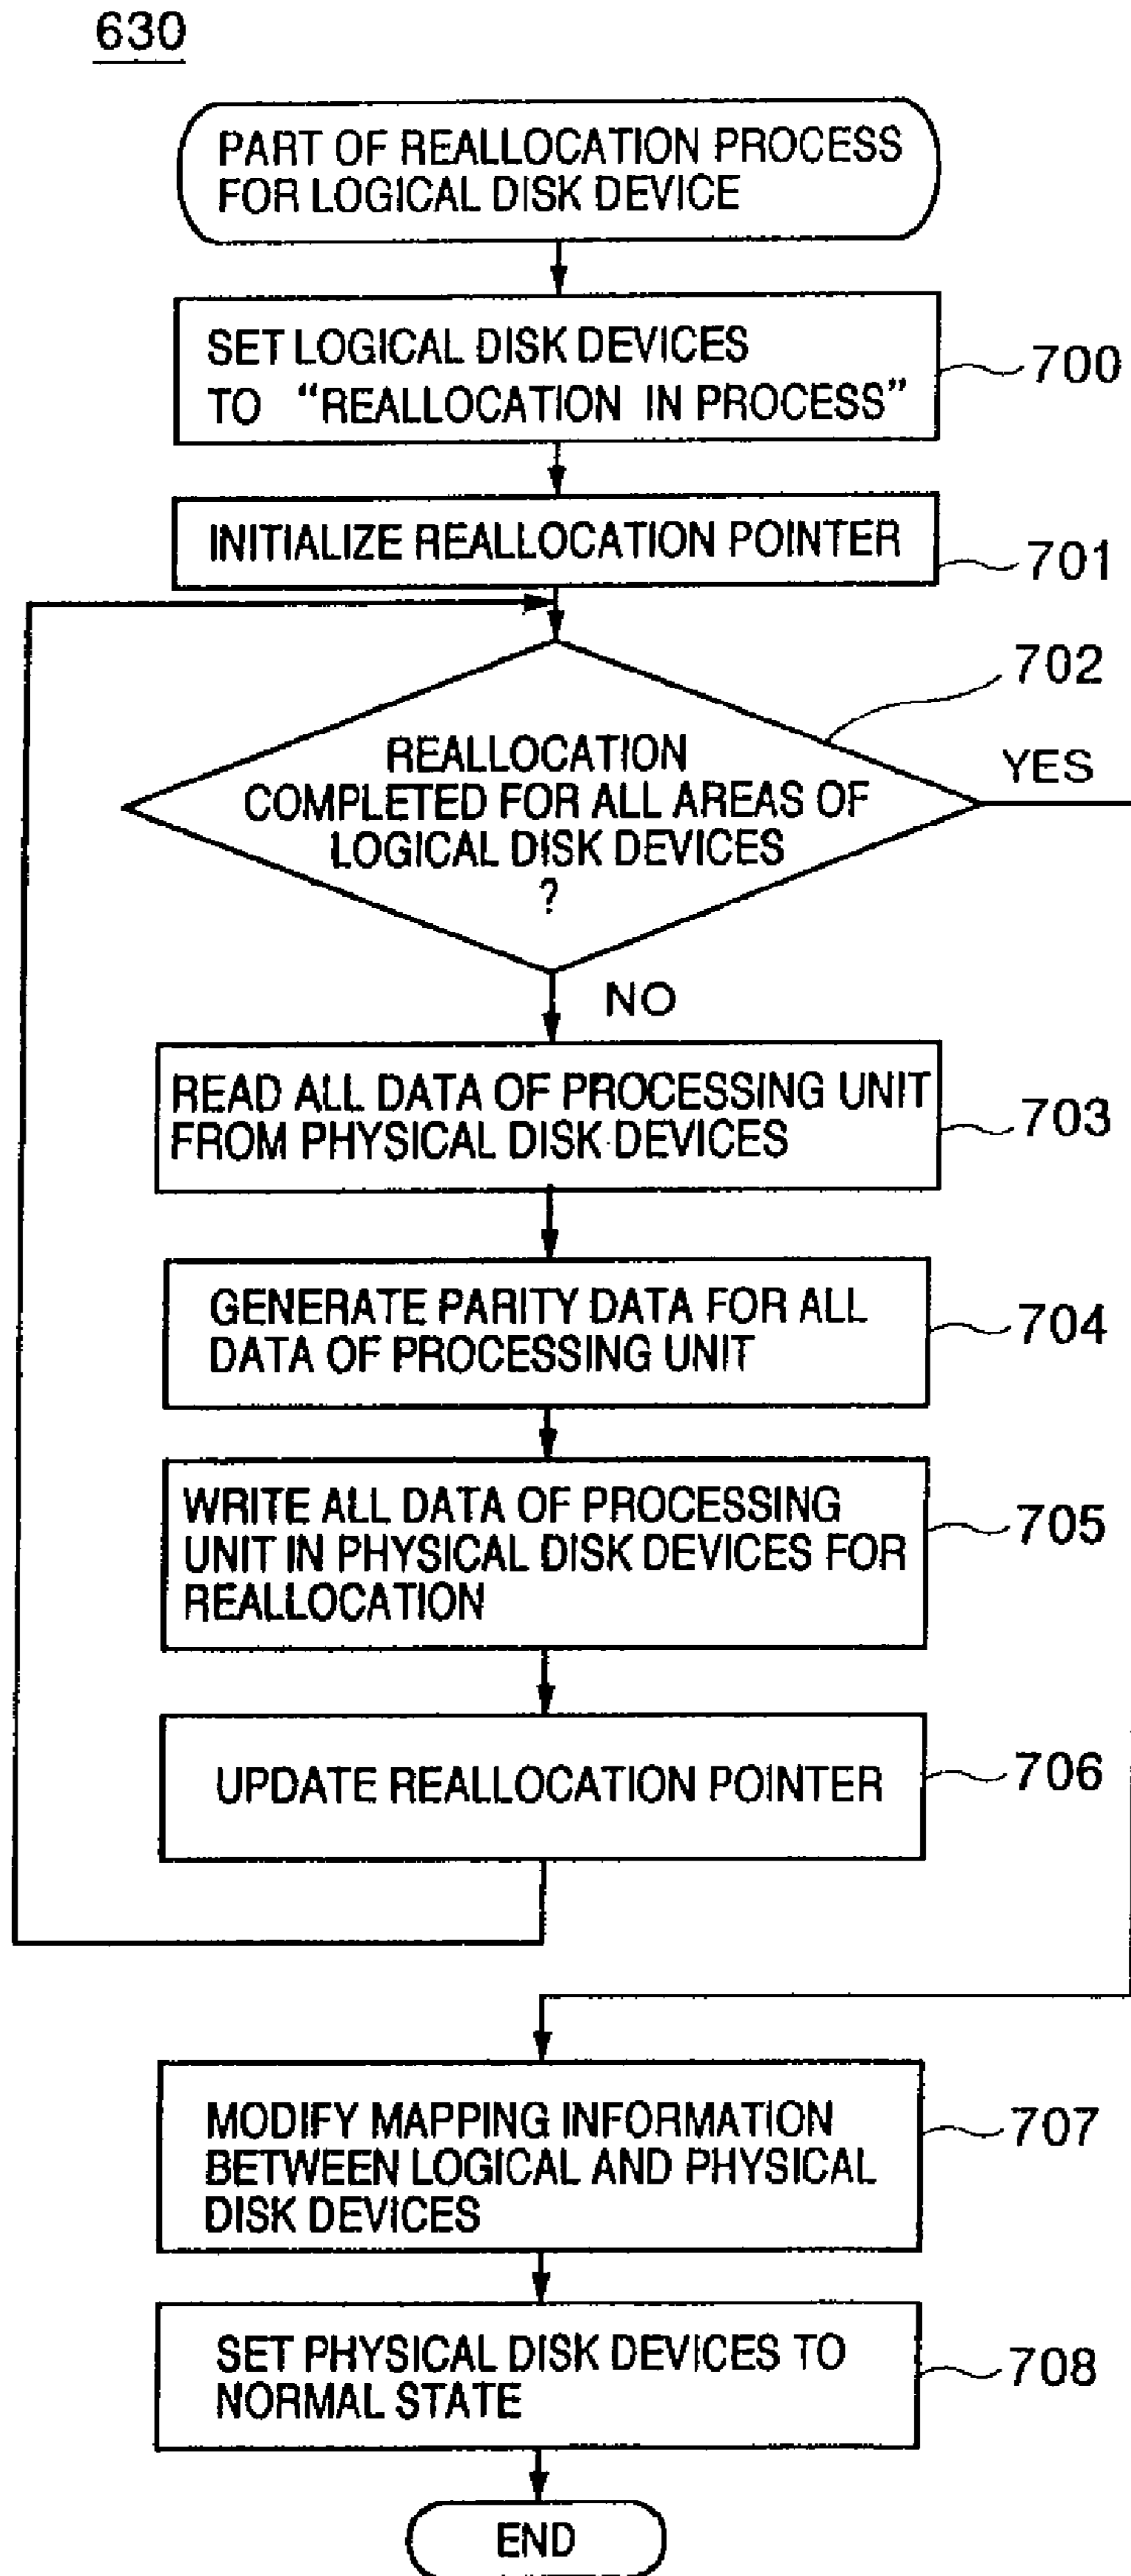 630
PART OF REALLOCATION PROCESS
FOR LOGICAL DISK DEVICE
SET LOGICAL DISK DEVICES
TO “REALLOCATION IN PROCESS”
700
INITIALIZE REALLOCATION POINTER
701
702
REALLOCATION
COMPLETED FOR ALL AREAS OF
LOGICAL DISK DEVICES
?
YES
NO
READ ALL DATA OF PROCESSING UNIT
FROM PHYSICAL DISK DEVICES
703
GENERATE PARITY DATA FOR ALL
DATA OF PROCESSING UNIT
704
WRITE ALL DATA OF PROCESSING
UNIT IN PHYSICAL DISK DEVICES FOR
REALLOCATION
705
UPDATE REALLOCATION POINTER
706
MODIFY MAPPING INFORMATION
BETWEEN LOGICAL AND PHYSICAL
DISK DEVICES
707
SET PHYSICAL DISK DEVICES TO
NORMAL STATE
708
END